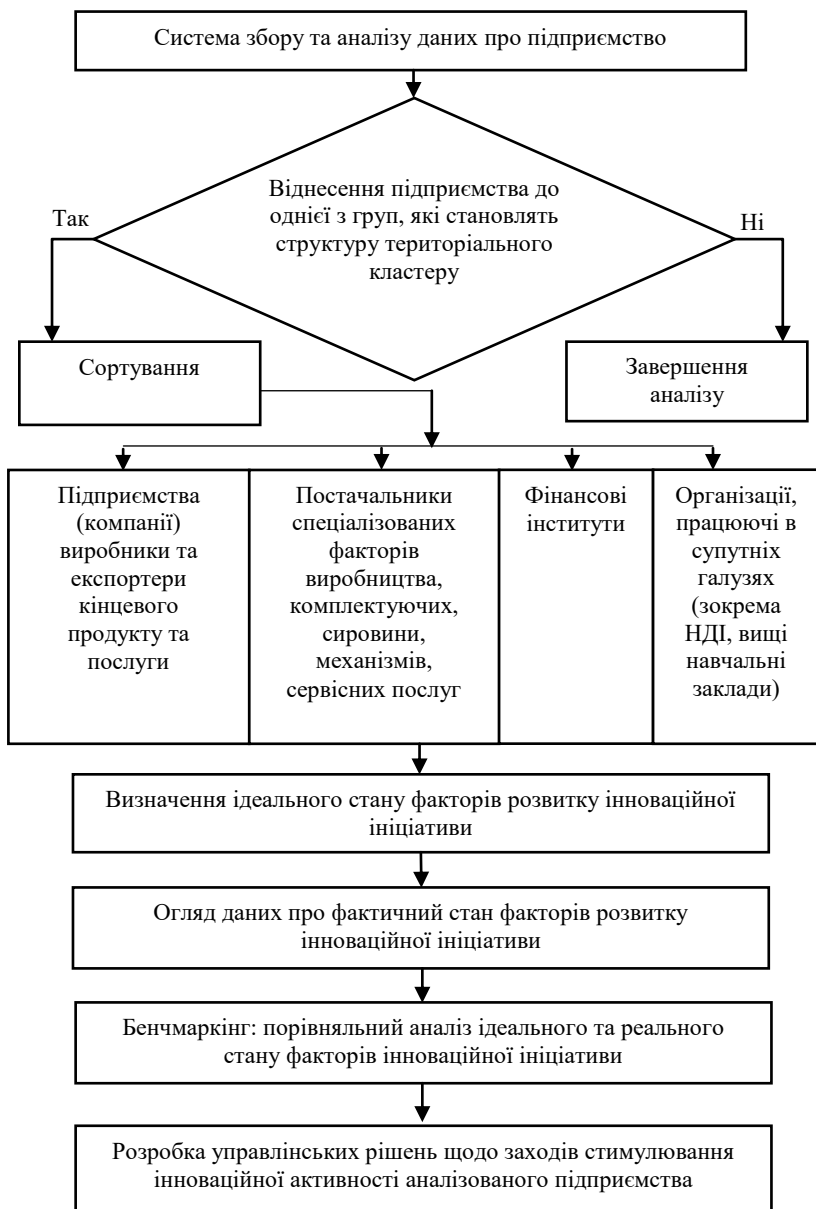 Система збору та аналізу даних про підприємство
Віднесення підприємства до
однієї з груп, які становлять
структуру територіального
кластеру
Так
Ні
Сортування
Завершення
аналізу
Підприємства
(компанії)
виробники та
експортери
кінцевого
продукту та
послуги
Постачальники
спеціалізованих
факторів
виробництва,
комплектуючих,
сировини,
механізмів,
сервісних послуг
Фінансові
інститути
Організації,
працюючі в
супутніх
галузях
(зокрема
НДІ, вищі
навчальні
заклади)
Визначення ідеального стану факторів розвитку інноваційної
ініціативи
Огляд даних про фактичний стан факторів розвитку
інноваційної ініціативи
Бенчмаркінг: порівняльний аналіз ідеального та реального
стану факторів інноваційної ініціативи
Розробка управлінських рішень щодо заходів стимулювання
інноваційної активності аналізованого підприємства